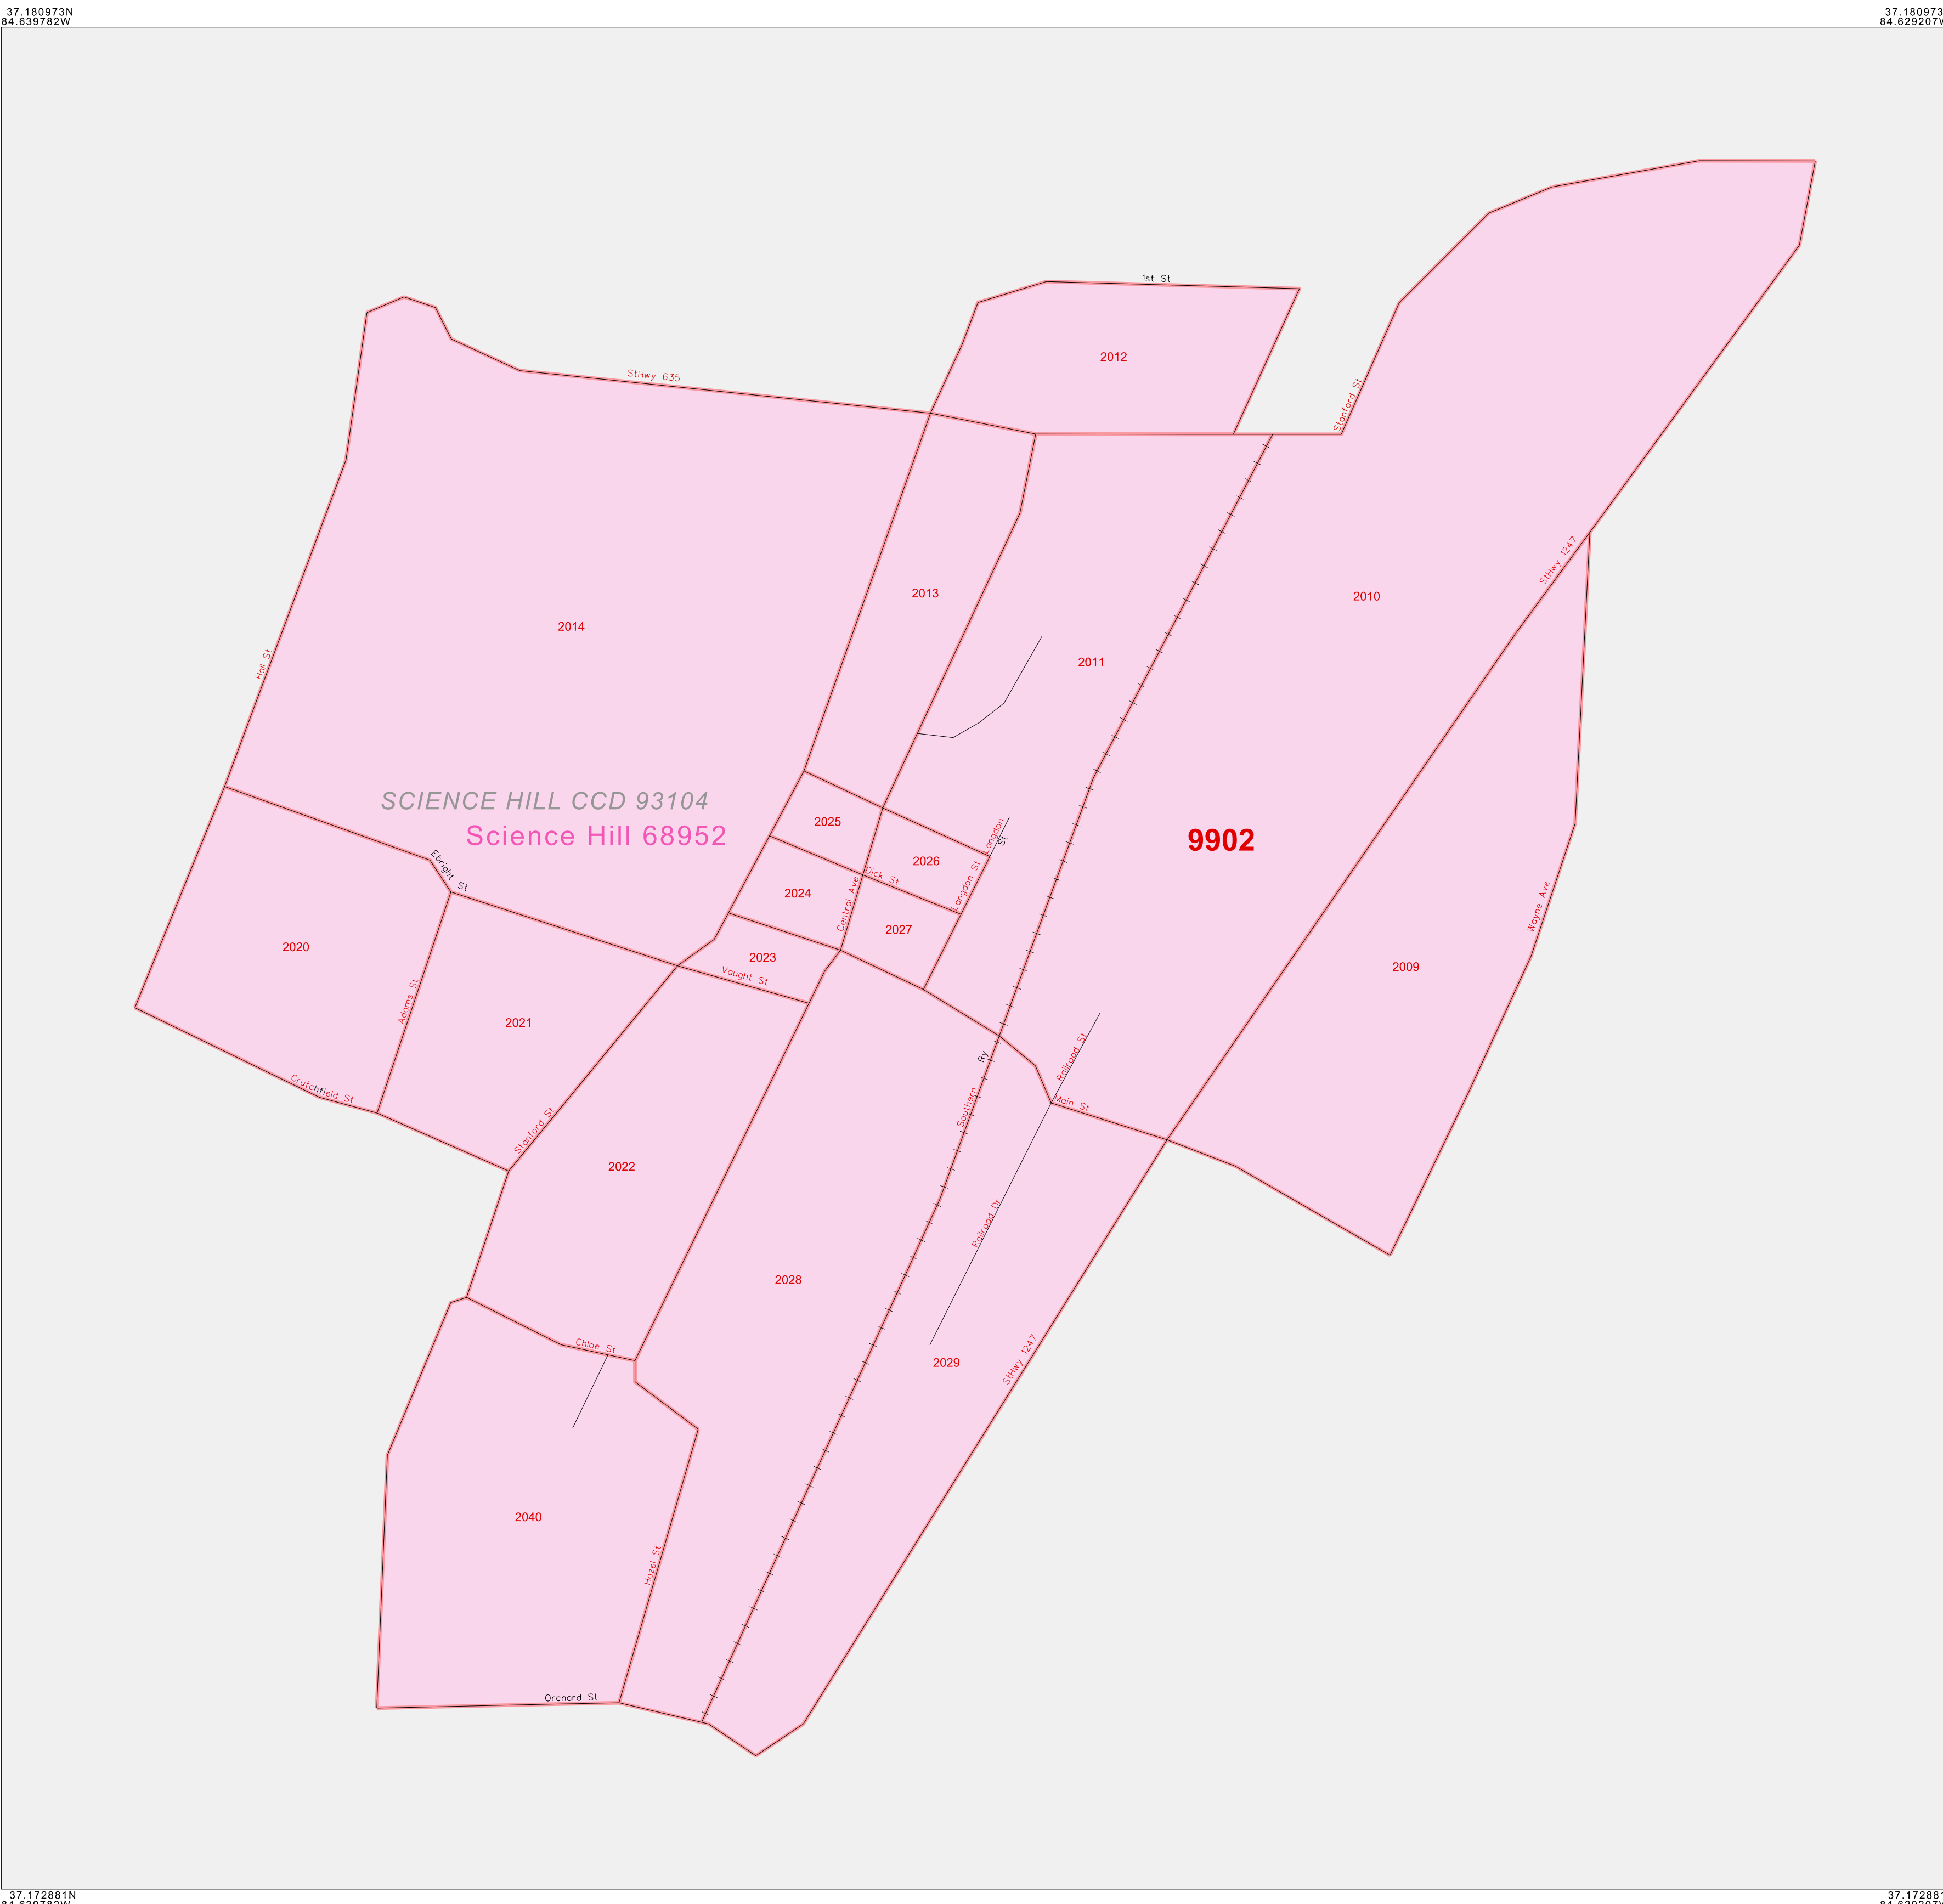 37.180973N
84.639782W
37.180973
84.629207W
1st St
2012
StHwy 635
Stanford St
StHwy 1247
2013
2010
2014
2011
Hall St
SCIENCE HILL CCD 93104
Science Hill 68952
9902
2025
2026
Langdon
St
Ebright St
Dick St
Langdon St
2024
Central Ave
2027
Wayne Ave
2020
2023
2009
Vaught St
Adams St
2021
Railroad St
Ry
Southern
Crutchfield St
Main St
Stanford St
2022
Railroad Dr
2028
Chloe St
2029
StHwy 1247
2040
Hazel St
Orchard St
37.172881N
37.172881